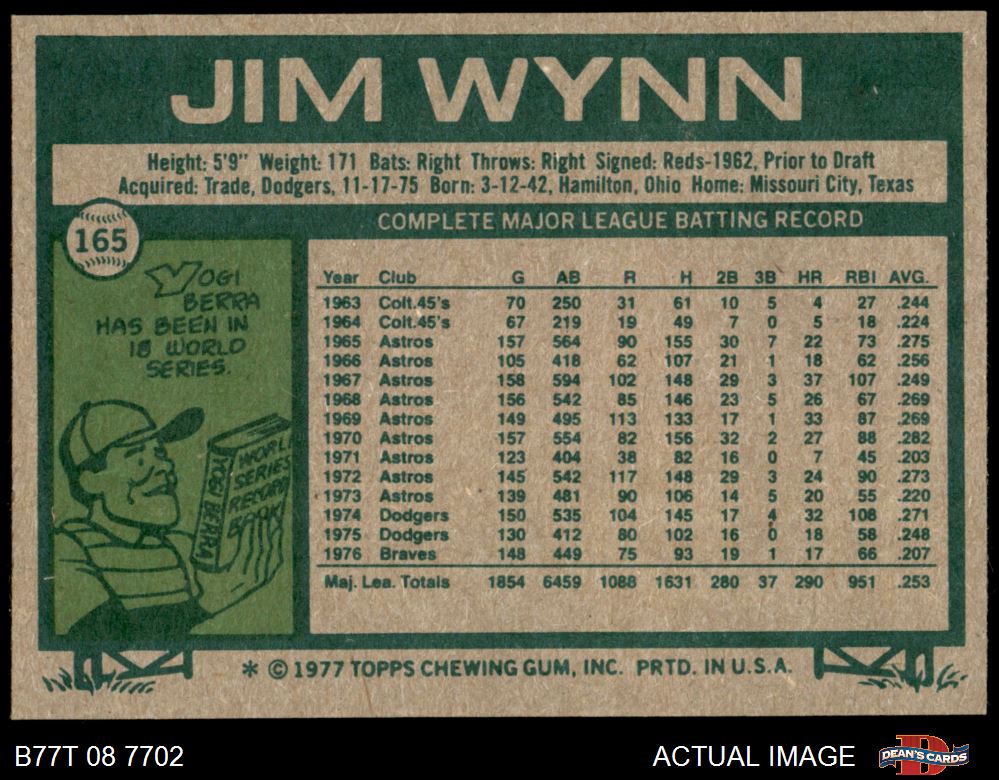 JIM WYNN
Height: 5'9" Weight: 171 Bats: Right Throws: Right Signed: Reds-1962, Prior to Draft
Acquired: Trade, Dodgers, 11-17-75 Born: 3-12-42, Hamilton, Ohio Home: Missouri City, Texas
165
COMPLETE MAJOR LEAGUE BATTING RECORD
YOGI
BERRA
HAS BEEN IN
18 WORLD
SERIES.
WORLD
SERIES
RECORD
BOOK!
YOGI BERRA
Year Club G AB R H 2B 3B HR RBI AVG.
1963 Colt.45's 70 250 31 61 10 5 4 27 .244
1964 Colt.45's 67 219 19 49 7 0 5 18 .224
1965 Astros 157 564 90 155 30 7 22 73 .275
1966 Astros 105 418 62 107 21 1 18 62 .256
1967 Astros 158 594 102 148 29 3 37 107 .249
1968 Astros 156 542 85 146 23 5 26 67 .269
1969 Astros 149 495 113 133 17 1 33 87 .269
1970 Astros 157 554 82 156 32 2 27 88 .282
1971 Astros 123 404 38 82 16 0 7 45 .203
1972 Astros 145 542 117 148 29 3 24 90 .273
1973 Astros 139 481 90 106 14 5 20 55 .220
1974 Dodgers 150 535 104 145 17 4 32 108 .271
1975 Dodgers 130 412 80 102 16 0 18 58 .248
1976 Braves 148 449 75 93 19 1 17 66 .207
Maj. Lea. Totals 1854 6459 1088 1631 280 37 290 951 .253
* © 1977 TOPPS CHEWING GUM, INC. PRTD. IN U.S.A.
B77T 08 7702
ACTUAL IMAGE
DEAN'S CARDS